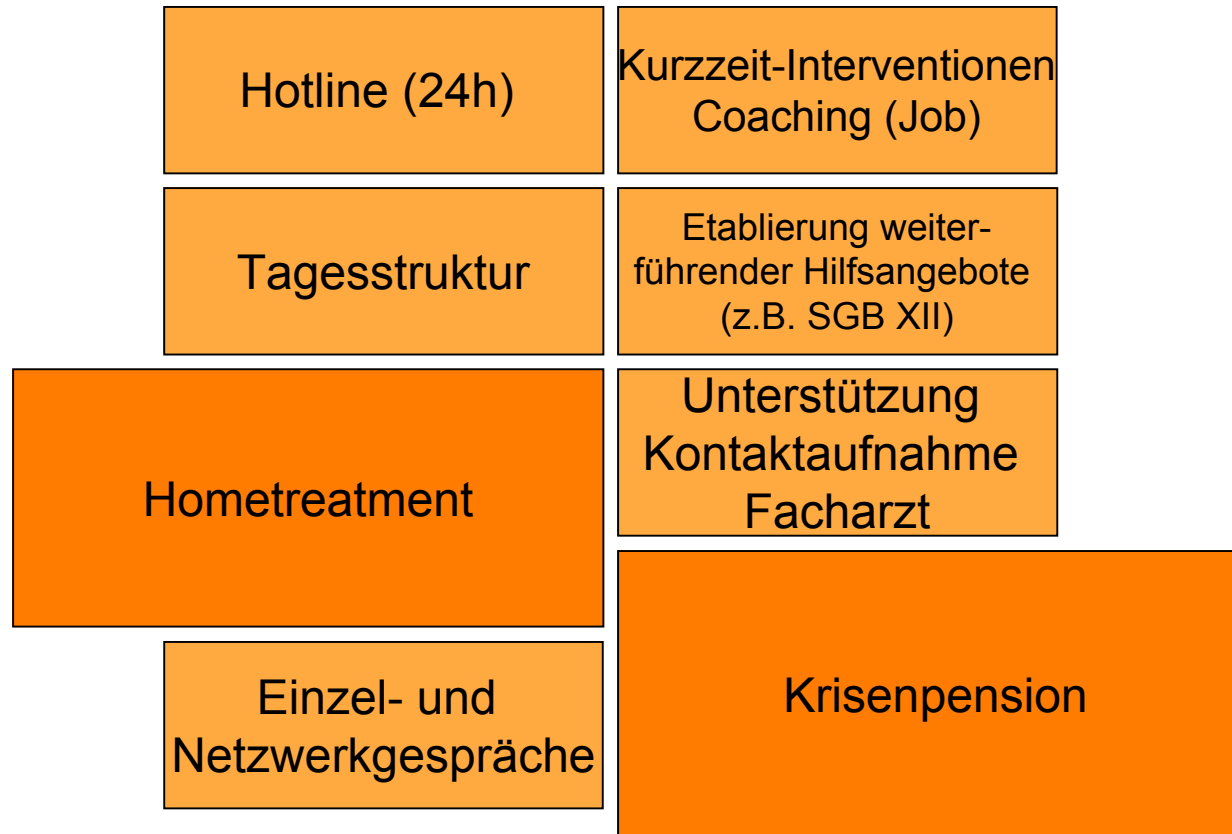 Hotline (24h)
Kurzzeit-Interventionen
Coaching (Job)
Tagesstruktur
Etablierung weiter-
führender Hilfsangebote
(z.B. SGB XII)
Hometreatment
Unterstützung
Kontaktaufnahme
Facharzt
Einzel- und
Netzwerkgespräche
Krisenpension